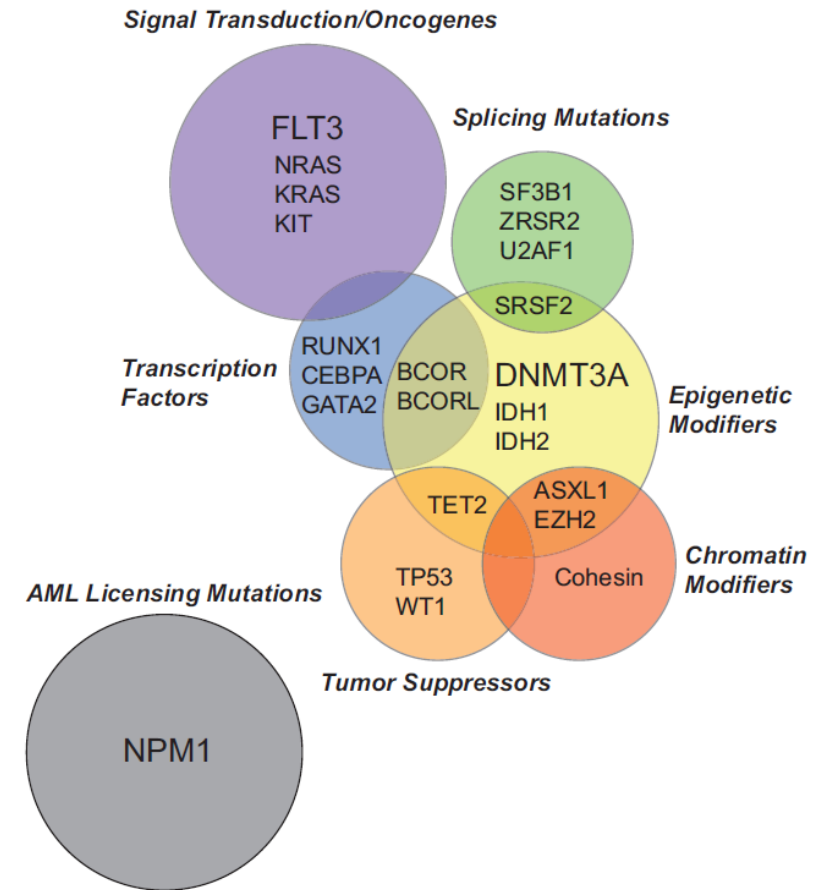 Signal Transduction/Oncogenes
FLT3
NRAS
KRAS
KIT
Splicing Mutations
SF3B1
ZRSR2
U2AF1
SRSF2
Transcription
Factors
RUNX1
CEBPA
GATA2
BCOR
BCORL
DNMT3A
IDH1
IDH2
Epigenetic
Modifiers
TET2
ASXL1
EZH2
TP53
WT1
Cohesin
Chromatin
Modifiers
Tumor Suppressors
AML Licensing Mutations
NPM1